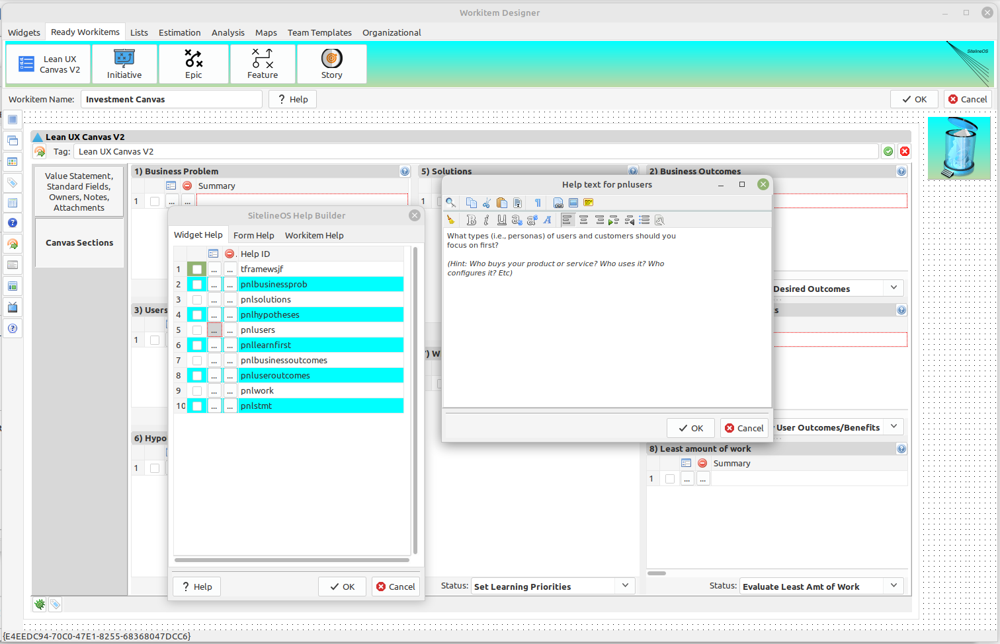 Workitem Designer
Widgets Ready Workitems Lists Estimation Analysis Maps Team Templates Organizational
Lean UX
Canvas V2
Initiative
Epic
Feature
Story
SitelineOS
Workitem Name: Investment Canvas ? Help OK Cancel
Lean UX Canvas V2
Tag: Lean UX Canvas V2
Value Statement,
Standard Fields,
Owners, Notes,
Attachments
Canvas Sections
1) Business Problem
Summary
1 ... ...
5) Solutions
1
2) Business Outcomes
3) Users
1
6) Hypo
1
7) W
Desired Outcomes
User Outcomes/Benefits
8) Least amount of work
Summary
1 ... ...
Status: Set Learning Priorities
Status: Evaluate Least Amt of Work
SitelineOS Help Builder
Widget Help Form Help Workitem Help
Help ID
1 ... ... tframewsjf
2 ... ... pnlbusinessprob
3 ... ... pnlsolutions
4 ... ... pnlhypotheses
5 ... ... pnlusers
6 ... ... pnllearnfirst
7 ... ... pnlbusinessoutcomes
8 ... ... pnluseroutcomes
9 ... ... pnlwork
10 ... ... pnlstmt
? Help OK Cancel
Help text for pnlusers
What types (i.e., personas) of users and customers should you
focus on first?
(Hint: Who buys your product or service? Who uses it? Who
configures it? Etc)
OK Cancel
{E4EEDC94-70C0-47E1-8255-68368047DCC6}